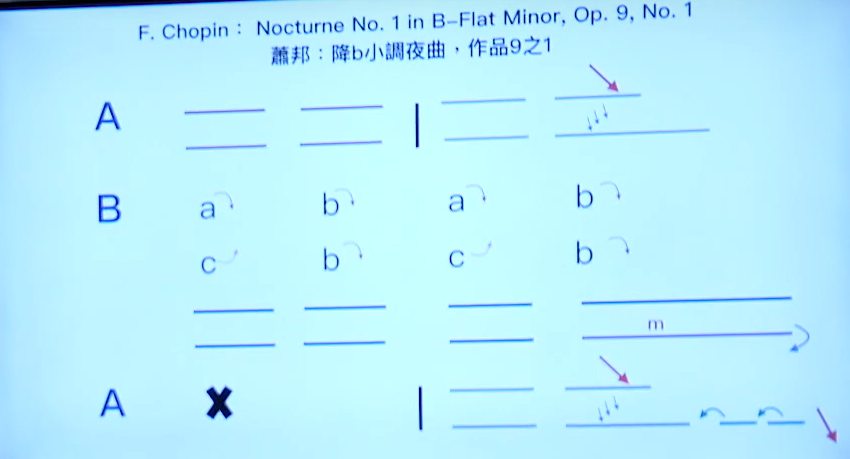 F. Chopin： Nocturne No. 1 in B-Flat Minor, Op. 9, No. 1
蕭邦：降b小調夜曲，作品9之1
A
B a b a b
c b c b
m
A